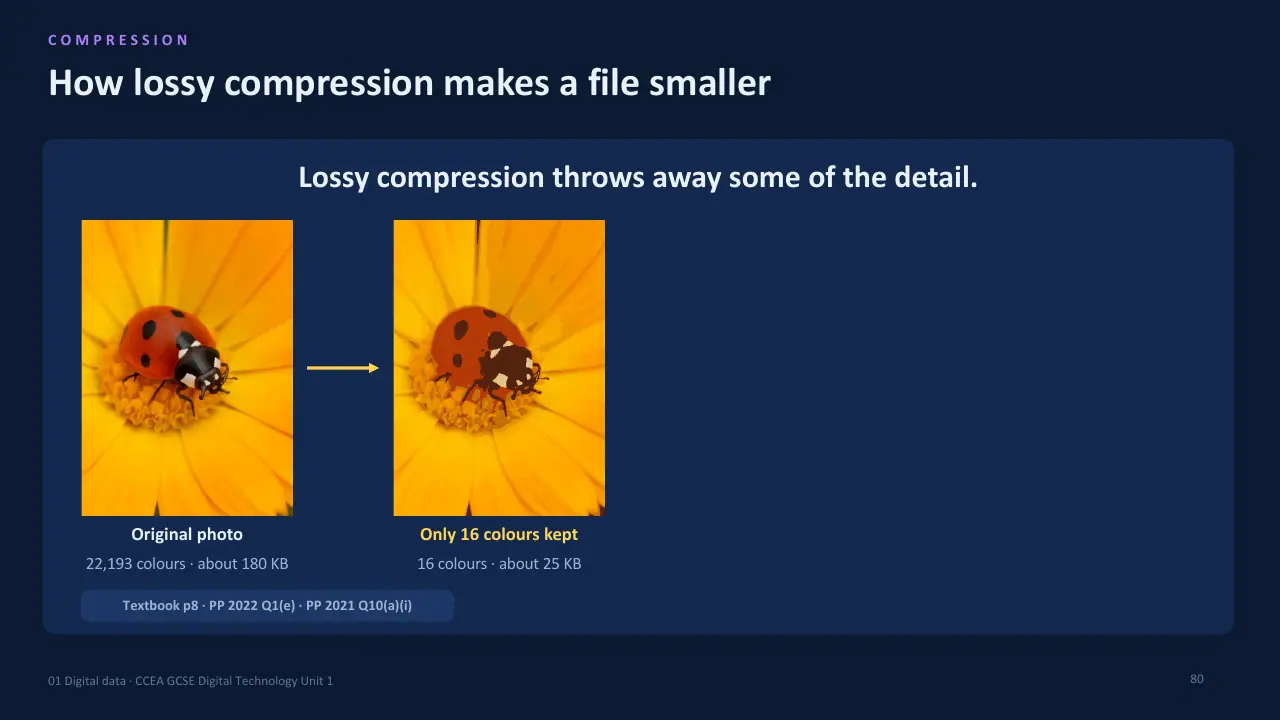 COMPRESSION
How lossy compression makes a file smaller
Lossy compression throws away some of the detail.
Original photo
22,193 colours · about 180 KB
Only 16 colours kept
16 colours · about 25 KB
Textbook p8 · PP 2022 Q1(e) · PP 2021 Q10(a)(i)
01 Digital data · CCEA GCSE Digital Technology Unit 1
80